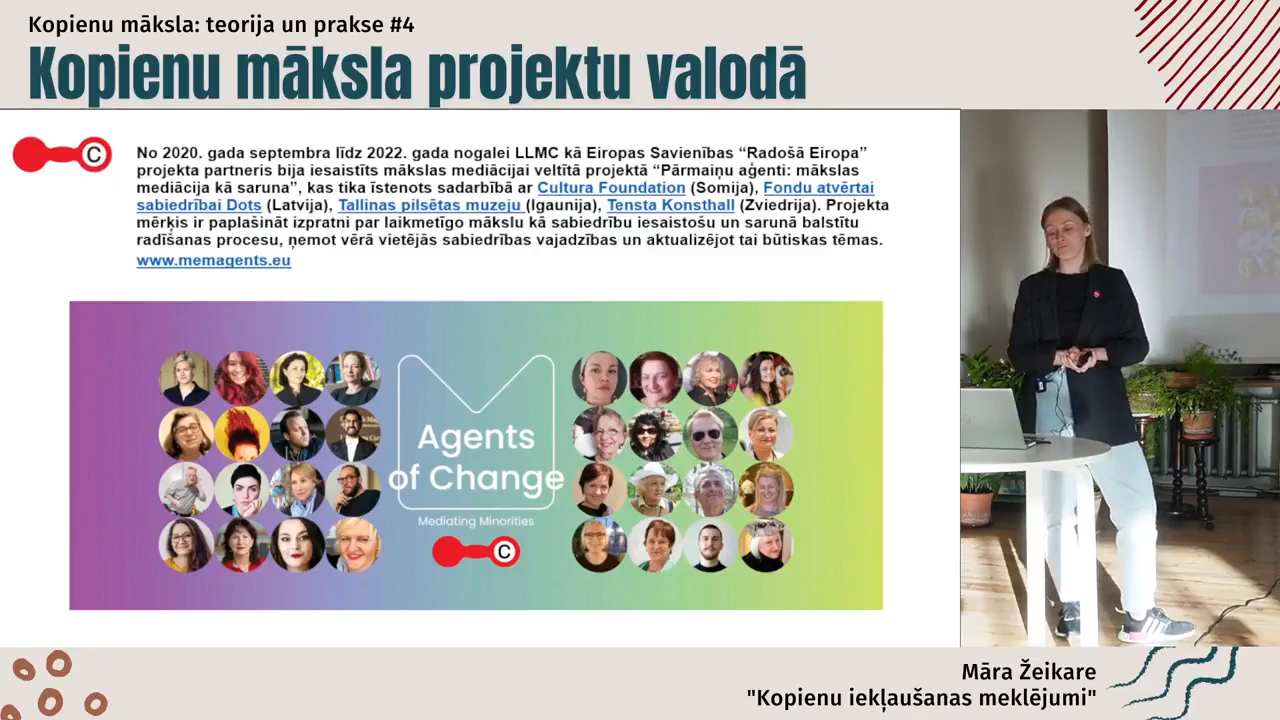 Kopienu māksla: teorija un prakse #4
Kopienu māksla projektu valodā
No 2020. gada septembra līdz 2022. gada nogalei LLMC kā Eiropas Savienības “Radošā Eiropa”
projekta partneris bija iesaistīts mākslas mediācijai veltītā projektā “Pārmaiņu aģenti: mākslas
mediācija kā saruna”, kas tika īstenots sadarbībā ar Cultura Foundation (Somija), Fondu atvērtai
sabiedrībai Dots (Latvija), Tallinas pilsētas muzeju (Igaunija), Tensta Konsthall (Zviedrija). Projekta
mērķis ir paplašināt izpratni par laikmetīgo mākslu kā sabiedrību iesaistošu un sarunā balstītu
radīšanas procesu, ņemot vērā vietējās sabiedrības vajadzības un aktualizējot tai būtiskas tēmas.
www.memagents.eu
C
Agents
of Change
Mediating Minorities
C
Māra Žeikare
"Kopienu iekļaušanas meklējumi"